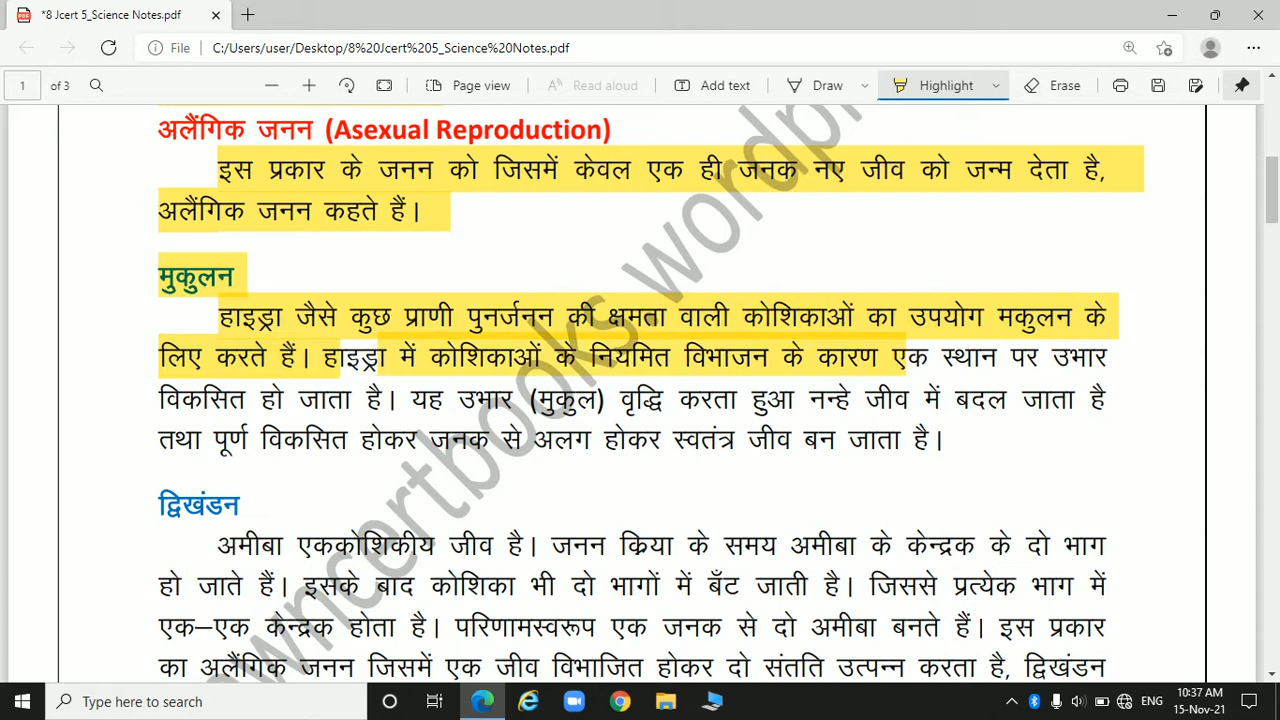 *8 Jcert 5_Science Notes.pdf
File C:/Users/user/Desktop/8%20Jcert%205_Science%20Notes.pdf
1 of 3 Page view Read aloud Add text Draw Highlight Erase
अलैंगिक जनन (Asexual Reproduction)
इस प्रकार के जनन को जिसमें केवल एक ही जनक नए जीव को जन्म देता है,
अलैंगिक जनन कहते हैं।
मुकुलन
हाइड्रा जैसे कुछ प्राणी पुनर्जनन की क्षमता वाली कोशिकाओं का उपयोग मकुलन के
लिए करते हैं। हाइड्रा में कोशिकाओं के नियमित विभाजन के कारण एक स्थान पर उभार
विकसित हो जाता है। यह उभार (मुकुल) वृद्धि करता हुआ नन्हे जीव में बदल जाता है
तथा पूर्ण विकसित होकर जनक से अलग होकर स्वतंत्र जीव बन जाता है।
द्विखंडन
अमीबा एककोशिकीय जीव है। जनन क्रिया के समय अमीबा के केन्द्रक के दो भाग
हो जाते हैं। इसके बाद कोशिका भी दो भागों में बँट जाती है। जिससे प्रत्येक भाग में
एक–एक केन्द्रक होता है। परिणामस्वरूप एक जनक से दो अमीबा बनते हैं। इस प्रकार
का अलैंगिक जनन जिसमें एक जीव विभाजित होकर दो संतति उत्पन्न करता है, द्विखंडन
wncertbooks wordpr
Type here to search ENG 10:37 AM
15-Nov-21